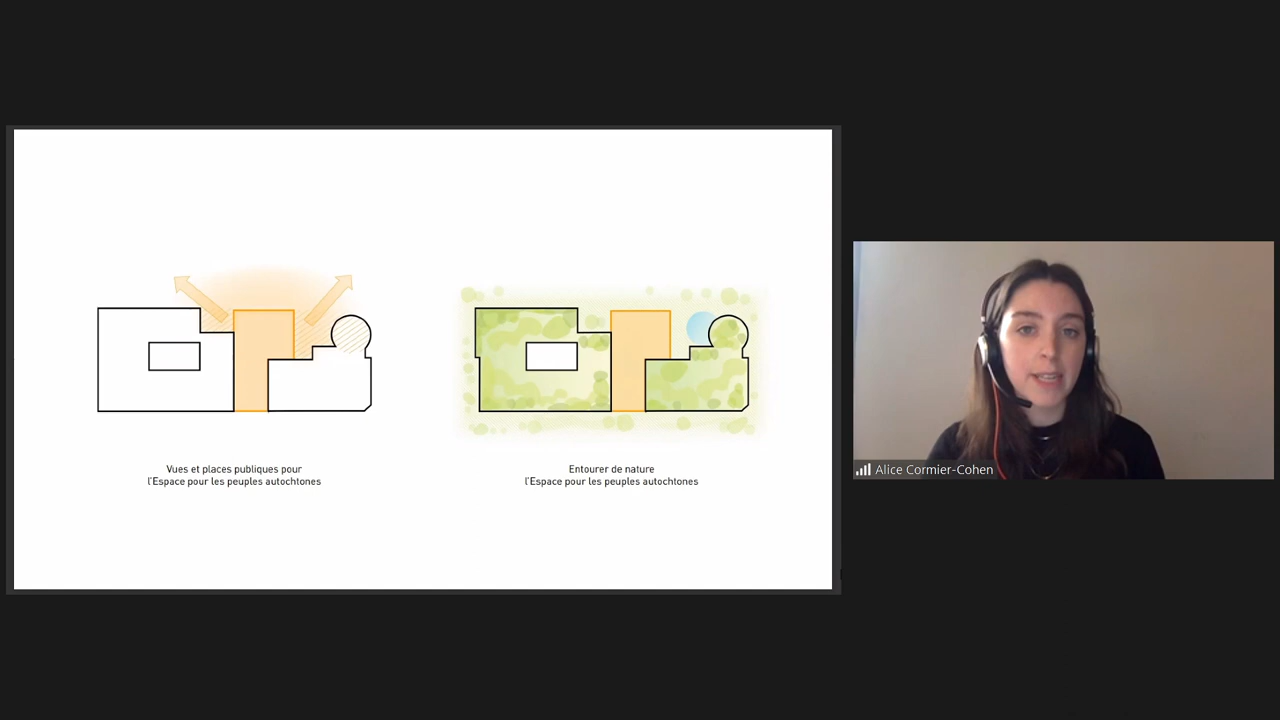 Vues et places publiques pour
l'Espace pour les peuples autochtones
Entourer de nature
l'Espace pour les peuples autochtones
Alice Cormier-Cohen